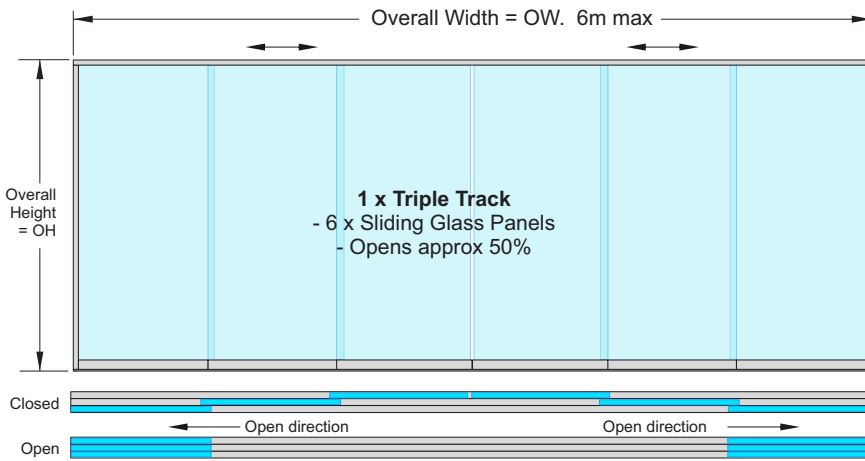 Overall Width = OW. 6m max
Overall
Height
= OH
1 x Triple Track
- 6 x Sliding Glass Panels
- Opens approx 50%
Closed
Open direction
Open direction
Open